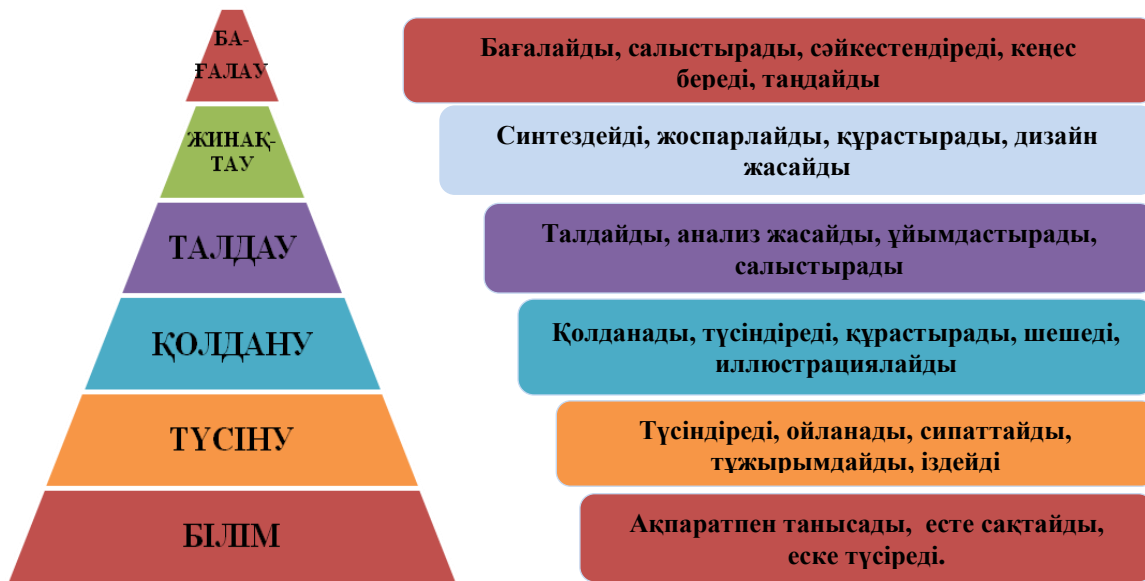 БА-
ҒАЛАУ
Бағалайды, салыстырады, сәйкестендіреді, кеңес
береді, таңдайды
ЖИНАҚ-
ТАУ
Синтездейді, жоспарлайды, құрастырады, дизайн
жасайды
ТАЛДАУ
Талдайды, анализ жасайды, ұйымдастырады,
салыстырады
ҚОЛДАНУ
Қолданады, түсіндіреді, құрастырады, шешеді,
иллюстрациялайды
ТҮСІНУ
Түсіндіреді, ойланады, сипаттайды,
тұжырымдайды, іздейді
БІЛІМ
Ақпаратпен танысады, есте сақтайды,
еске түсіреді.